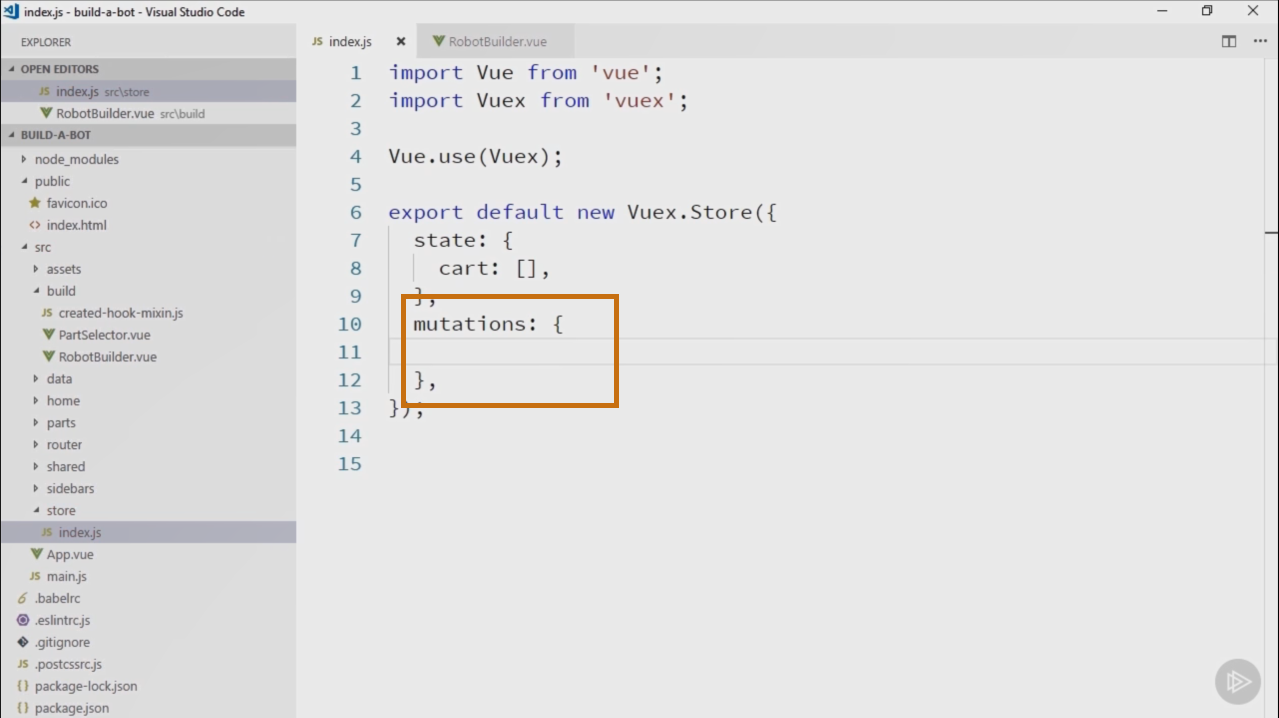 index.js - build-a-bot - Visual Studio Code
EXPLORER
OPEN EDITORS
JS index.js src\store
RobotBuilder.vue src\build
BUILD-A-BOT
node_modules
public
favicon.ico
<> index.html
src
assets
build
JS created-hook-mixin.js
PartSelector.vue
RobotBuilder.vue
data
home
parts
router
shared
sidebars
store
JS index.js
App.vue
JS main.js
.babelrc
.eslintrc.js
.gitignore
JS .postcssrc.js
{} package-lock.json
{} package.json
JS index.js
RobotBuilder.vue
1 import Vue from 'vue';
2 import Vuex from 'vuex';
3
4 Vue.use(Vuex);
5
6 export default new Vuex.Store({
7 state: {
8 cart: [],
9 },
10 mutations: {
11
12 },
13 });
14
15